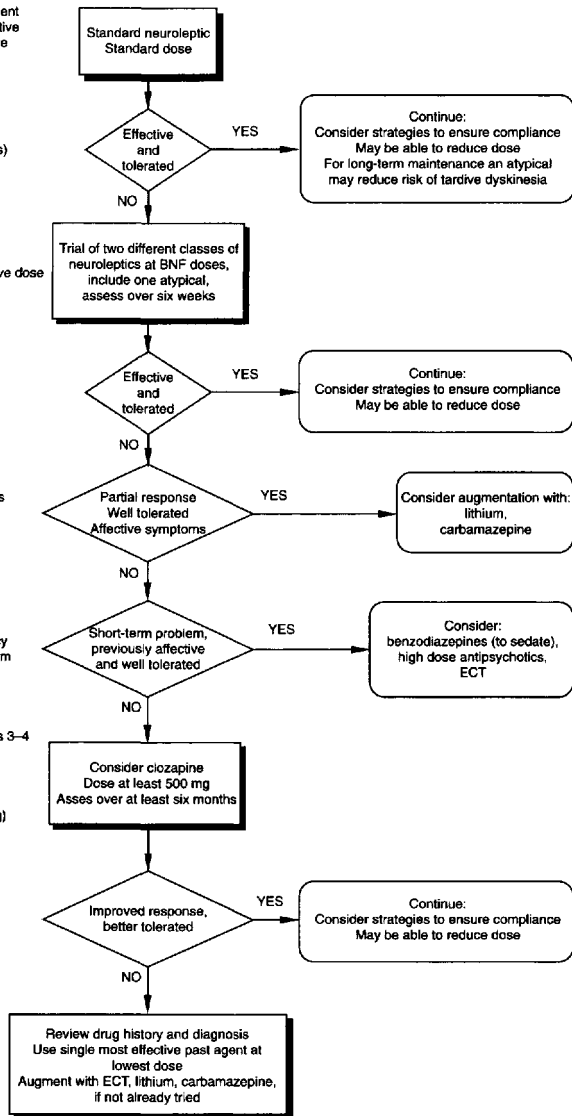 ent
tive
re
Standard neuroleptic
Standard dose
Effective
and
tolerated
YES
Continue:
Consider strategies to ensure compliance
May be able to reduce dose
For long-term maintenance an atypical
may reduce risk of tardive dyskinesia
s)
NO
Trial of two different classes of
neuroleptics at BNF doses,
include one atypical,
assess over six weeks
ve dose
Effective
and
tolerated
YES
Continue:
Consider strategies to ensure compliance
May be able to reduce dose
NO
s
Partial response
Well tolerated
Affective symptoms
YES
Consider augmentation with:
lithium,
carbamazepine
NO
cy
m
Short-term problem,
previously affective
and well tolerated
YES
Consider:
benzodiazepines (to sedate),
high dose antipsychotics,
ECT
NO
s 3–4
Consider clozapine
Dose at least 500 mg
Asses over at least six months
g)
Improved response,
better tolerated
YES
Continue:
Consider strategies to ensure compliance
May be able to reduce dose
NO
Review drug history and diagnosis
Use single most effective past agent at
lowest dose
Augment with ECT, lithium, carbamazepine,
if not already tried